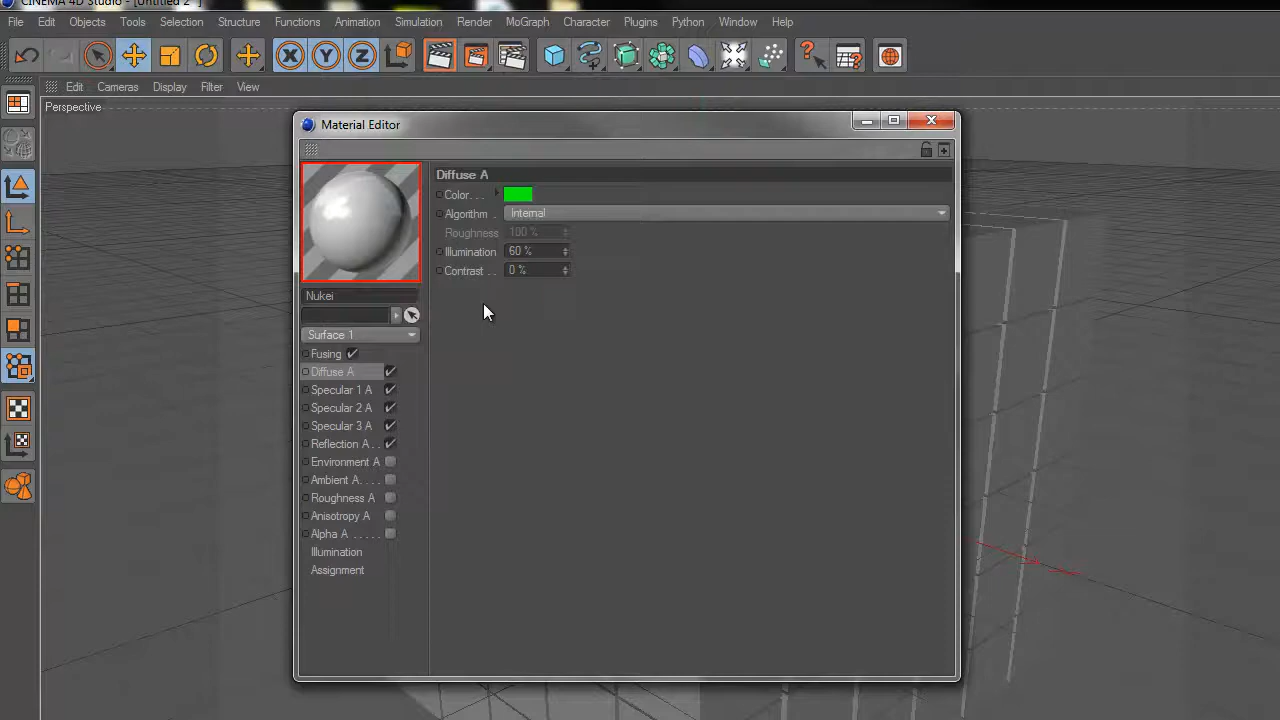 CINEMA 4D Studio - [Untitled 2 *]
File Edit Objects Tools Selection Structure Functions Animation Simulation Render MoGraph Character Plugins Python Window Help
X Y Z
Edit Cameras Display Filter View
Perspective
Material Editor
Diffuse A
Color. . .
Algorithm . Internal
Roughness 100 %
Illumination 60 %
Contrast . . 0 %
Nukei
Surface 1
Fusing
Diffuse A
Specular 1 A
Specular 2 A
Specular 3 A
Reflection A . .
Environment A
Ambient A. . . .
Roughness A
Anisotropy A
Alpha A . . . . .
Illumination
Assignment